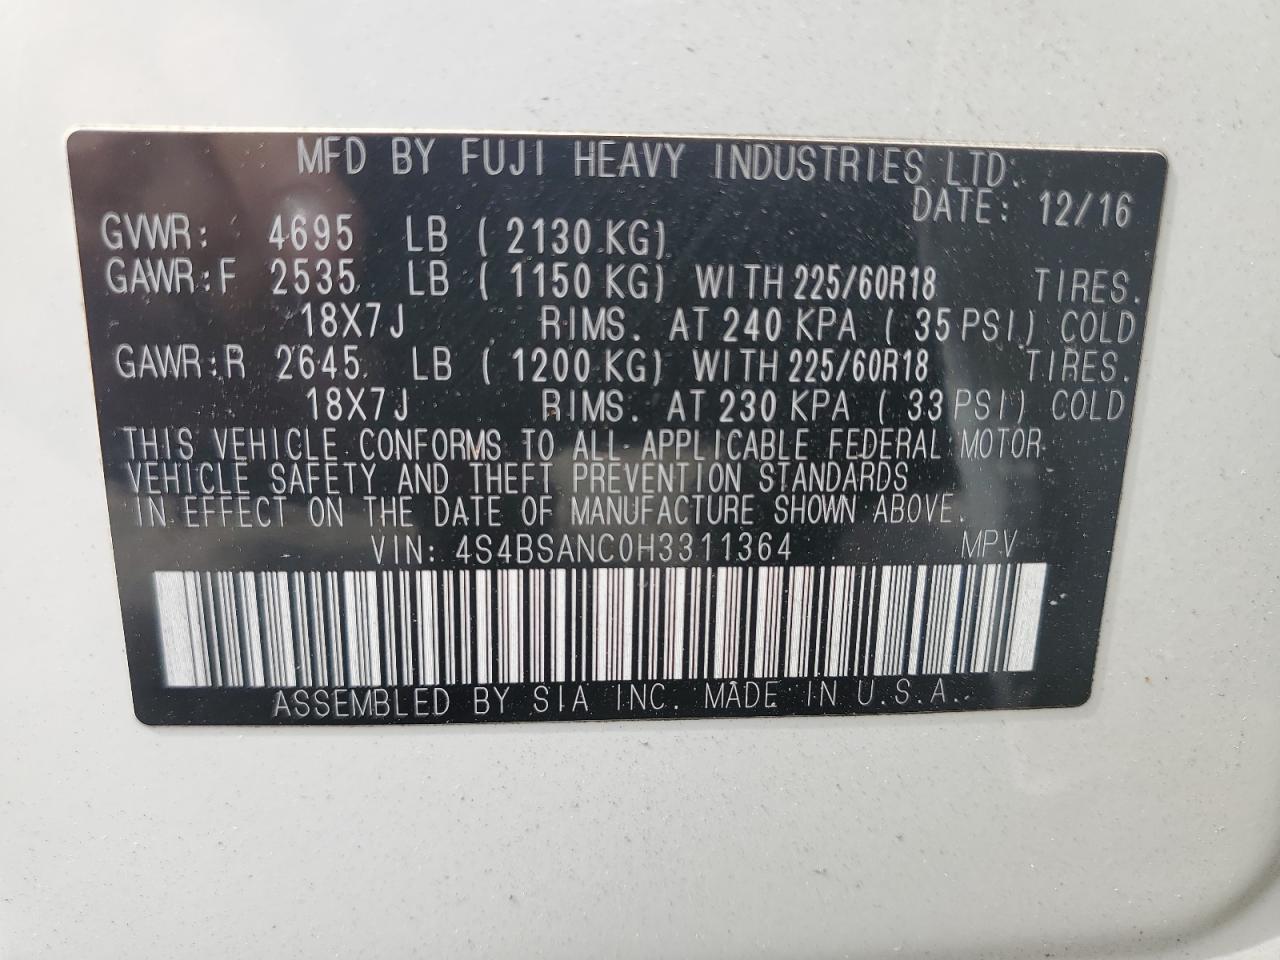 MFD BY FUJI HEAVY INDUSTRIES LTD.
DATE: 12/16
GVWR: 4695 LB ( 2130 KG)
GAWR:F 2535 LB ( 1150 KG) WITH 225/60R18 TIRES.
18X7J RIMS. AT 240 KPA ( 35 PSI) COLD
GAWR:R 2645 LB ( 1200 KG) WITH 225/60R18 TIRES.
18X7J RIMS. AT 230 KPA ( 33 PSI) COLD
THIS VEHICLE CONFORMS TO ALL APPLICABLE FEDERAL MOTOR
VEHICLE SAFETY AND THEFT PREVENTION STANDARDS
IN EFFECT ON THE DATE OF MANUFACTURE SHOWN ABOVE.
VIN: 4S4BSANC0H3311364 MPV
ASSEMBLED BY SIA INC. MADE IN U.S.A.